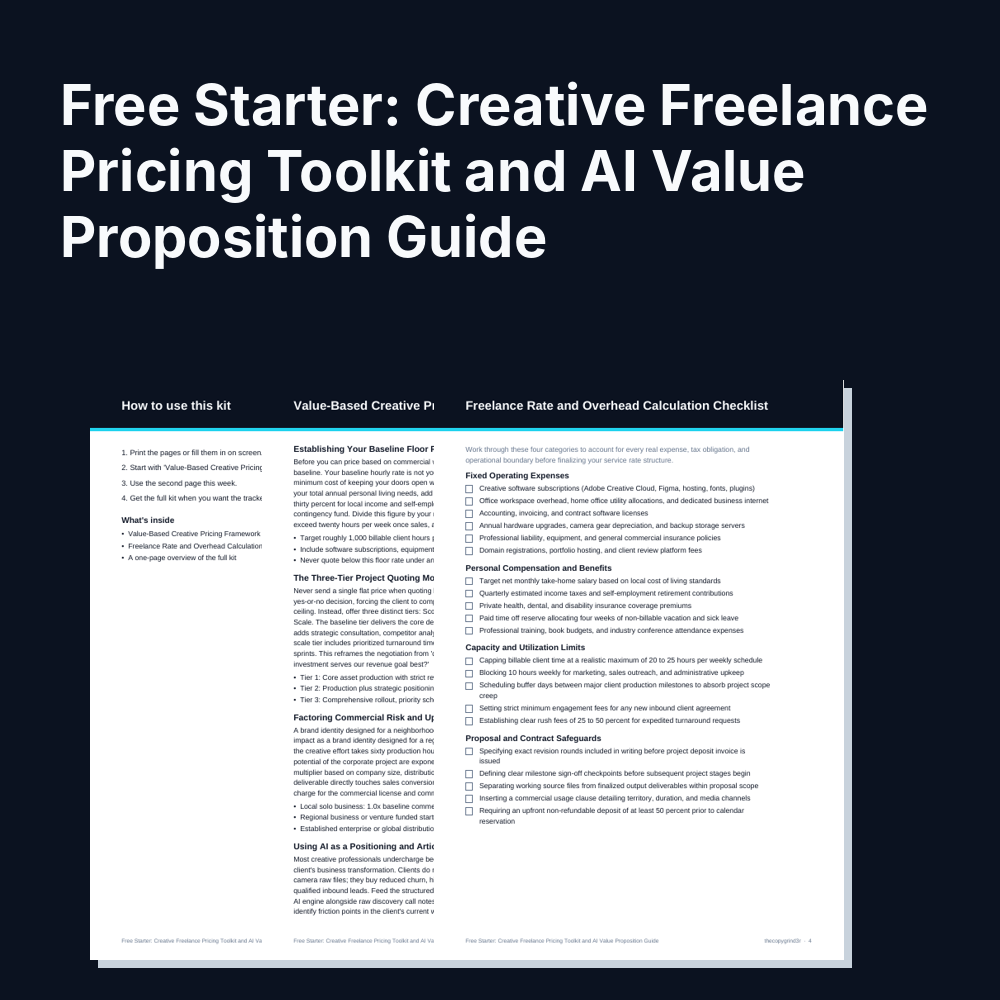 Free Starter: Creative Freelance
Pricing Toolkit and AI Value
Proposition Guide
How to use this kit
1. Print the pages or fill them in on screen.
2. Start with 'Value-Based Creative Pricing
3. Use the second page this week.
4. Get the full kit when you want the tracke
What's inside
• Value-Based Creative Pricing Framework
• Freelance Rate and Overhead Calculation
• A one-page overview of the full kit
Free Starter: Creative Freelance Pricing Toolkit and AI Va
Value-Based Creative Pr
Establishing Your Baseline Floor
Before you can price based on commercial
baseline. Your baseline hourly rate is not yo
minimum cost of keeping your doors open w
your total annual personal living needs, add
thirty percent for local income and self-empl
contingency fund. Divide this figure by your
exceed twenty hours per week once sales, a
• Target roughly 1,000 billable client hours
• Include software subscriptions, equipment
• Never quote below this floor rate under an
The Three-Tier Project Quoting Mo
Never send a single flat price when quoting
yes-or-no decision, forcing the client to comp
ceiling. Instead, offer three distinct tiers: Sco
Scale. The baseline tier delivers the core de
adds strategic consultation, competitor analy
scale tier includes prioritized turnaround time
sprints. This reframes the negotiation from 'c
investment serves our revenue goal best?'
• Tier 1: Core asset production with strict re
• Tier 2: Production plus strategic positionin
• Tier 3: Comprehensive rollout, priority sch
Factoring Commercial Risk and Up
A brand identity designed for a neighborhoo
impact as a brand identity designed for a reg
the creative effort takes sixty production hou
potential of the corporate project are expone
multiplier based on company size, distributio
deliverable directly touches sales conversion
charge for the commercial license and comm
• Local solo business: 1.0x baseline comme
• Regional business or venture funded start
• Established enterprise or global distributio
Using AI as a Positioning and Artic
Most creative professionals undercharge be
client's business transformation. Clients do n
camera raw files; they buy reduced churn, h
qualified inbound leads. Feed the structured
AI engine alongside raw discovery call notes
identify friction points in the client's current w
Free Starter: Creative Freelance Pricing Toolkit and AI Va
Freelance Rate and Overhead Calculation Checklist
Work through these four categories to account for every real expense, tax obligation, and
operational boundary before finalizing your service rate structure.
Fixed Operating Expenses
Creative software subscriptions (Adobe Creative Cloud, Figma, hosting, fonts, plugins)
Office workspace overhead, home office utility allocations, and dedicated business internet
Accounting, invoicing, and contract software licenses
Annual hardware upgrades, camera gear depreciation, and backup storage servers
Professional liability, equipment, and general commercial insurance policies
Domain registrations, portfolio hosting, and client review platform fees
Personal Compensation and Benefits
Target net monthly take-home salary based on local cost of living standards
Quarterly estimated income taxes and self-employment retirement contributions
Private health, dental, and disability insurance coverage premiums
Paid time off reserve allocating four weeks of non-billable vacation and sick leave
Professional training, book budgets, and industry conference attendance expenses
Capacity and Utilization Limits
Capping billable client time at a realistic maximum of 20 to 25 hours per weekly schedule
Blocking 10 hours weekly for marketing, sales outreach, and administrative upkeep
Scheduling buffer days between major client production milestones to absorb project scope
creep
Setting strict minimum engagement fees for any new inbound client agreement
Establishing clear rush fees of 25 to 50 percent for expedited turnaround requests
Proposal and Contract Safeguards
Specifying exact revision rounds included in writing before project deposit invoice is
issued
Defining clear milestone sign-off checkpoints before subsequent project stages begin
Separating working source files from finalized output deliverables within proposal scope
Inserting a commercial usage clause detailing territory, duration, and media channels
Requiring an upfront non-refundable deposit of at least 50 percent prior to calendar
reservation
Free Starter: Creative Freelance Pricing Toolkit and AI Value Proposition Guide
thecopygrind3r · 4